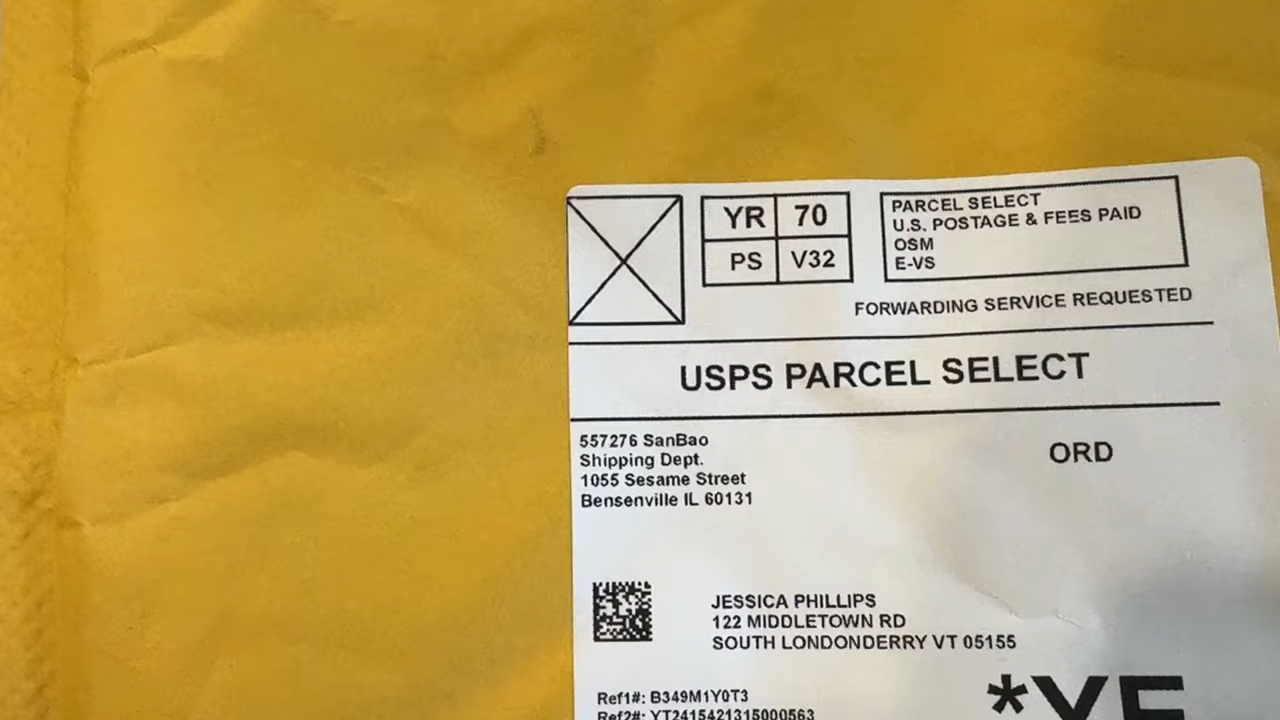 YR 70
PS V32
PARCEL SELECT
U.S. POSTAGE & FEES PAID
OSM
E-VS
FORWARDING SERVICE REQUESTED
USPS PARCEL SELECT
557276 SanBao
Shipping Dept.
1055 Sesame Street
Bensenville IL 60131
ORD
JESSICA PHILLIPS
122 MIDDLETOWN RD
SOUTH LONDONDERRY VT 05155
Ref1#: B349M1Y0T3
Ref2#: YT2415421315000563